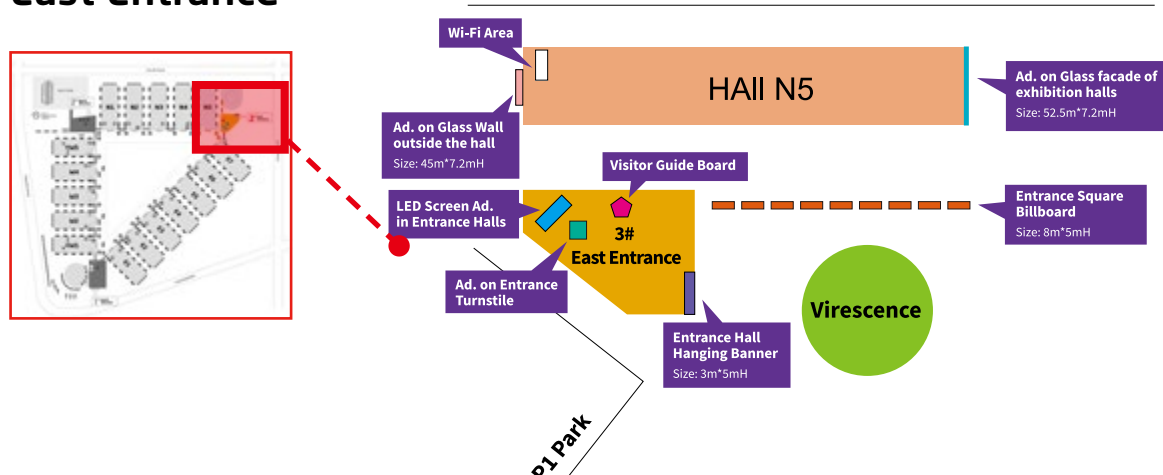 East Entrance
Wi-Fi Area
HAll N5
Ad. on Glass facade of
exhibition halls
Size: 52.5m*7.2mH
Ad. on Glass Wall
outside the hall
Size: 45m*7.2mH
Visitor Guide Board
LED Screen Ad.
in Entrance Halls
3#
East Entrance
Entrance Square
Billboard
Size: 8m*5mH
Ad. on Entrance
Turnstile
Virescence
Entrance Hall
Hanging Banner
Size: 3m*5mH
P1 Park